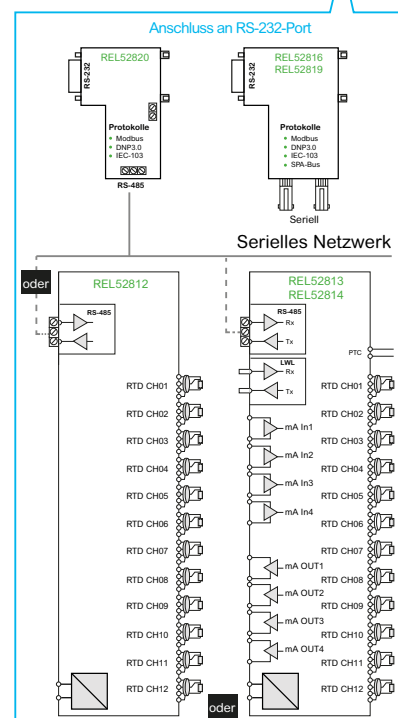 Anschluss an RS-232-Port
REL52820
RS-232
Protokolle
• Modbus
• DNP3.0
• IEC-103
RS-485
REL52816
REL52819
RS-232
Protokolle
• Modbus
• DNP3.0
• IEC-103
• SPA-Bus
Seriell
Serielles Netzwerk
oder
REL52812
RS-485
RTD CH01
RTD CH02
RTD CH03
RTD CH04
RTD CH05
RTD CH06
RTD CH07
RTD CH08
RTD CH09
RTD CH10
RTD CH11
RTD CH12
oder
REL52813
REL52814
RS-485
Rx
Tx
LWL
Rx
Tx
mA In1
mA In2
mA In3
mA In4
mA OUT1
mA OUT2
mA OUT3
mA OUT4
PTC
RTD CH01
RTD CH02
RTD CH03
RTD CH04
RTD CH05
RTD CH06
RTD CH07
RTD CH08
RTD CH09
RTD CH10
RTD CH11
RTD CH12